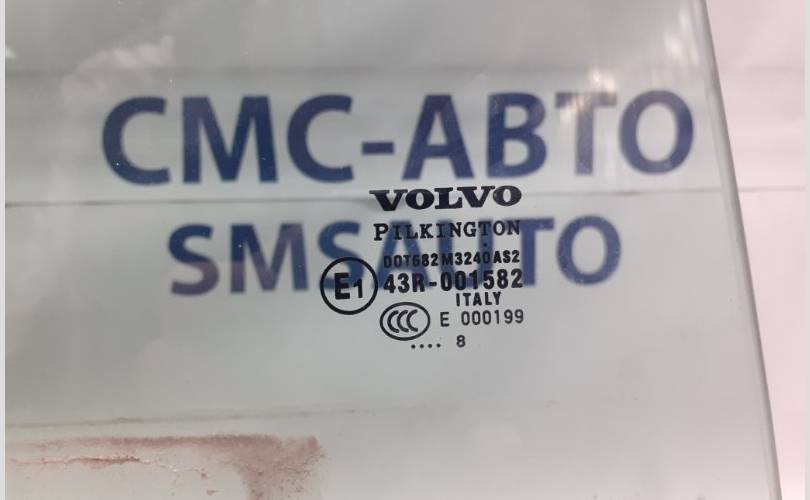 СМС-АВТО
VOLVO
SMSAUTO
PILKINGTON
DOT682 M3240 AS2
E1 43R-001582
ITALY
CCC E 000199
.... 8